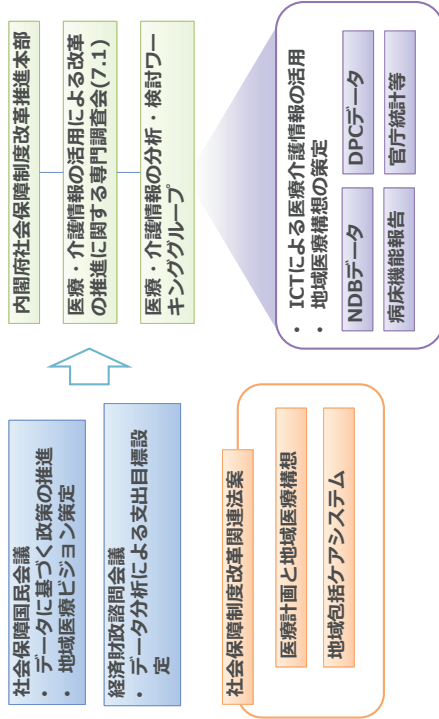 社会保障国民会議
• データに基づく政策の推進
• 地域医療ビジョン策定
経済財政諮問会議
• データ分析による支出目標設
定
社会保障制度改革関連法案
医療計画と地域医療構想
地域包括ケアシステム
内閣府社会保障制度改革推進本部
医療・介護情報の活用による改革
の推進に関する専門調査会(7.1)
医療・介護情報の分析・検討ワー
キンググループ
• ICTによる医療介護情報の活用
• 地域医療構想の策定
NDBデータ
DPCデータ
病床機能報告
官庁統計等